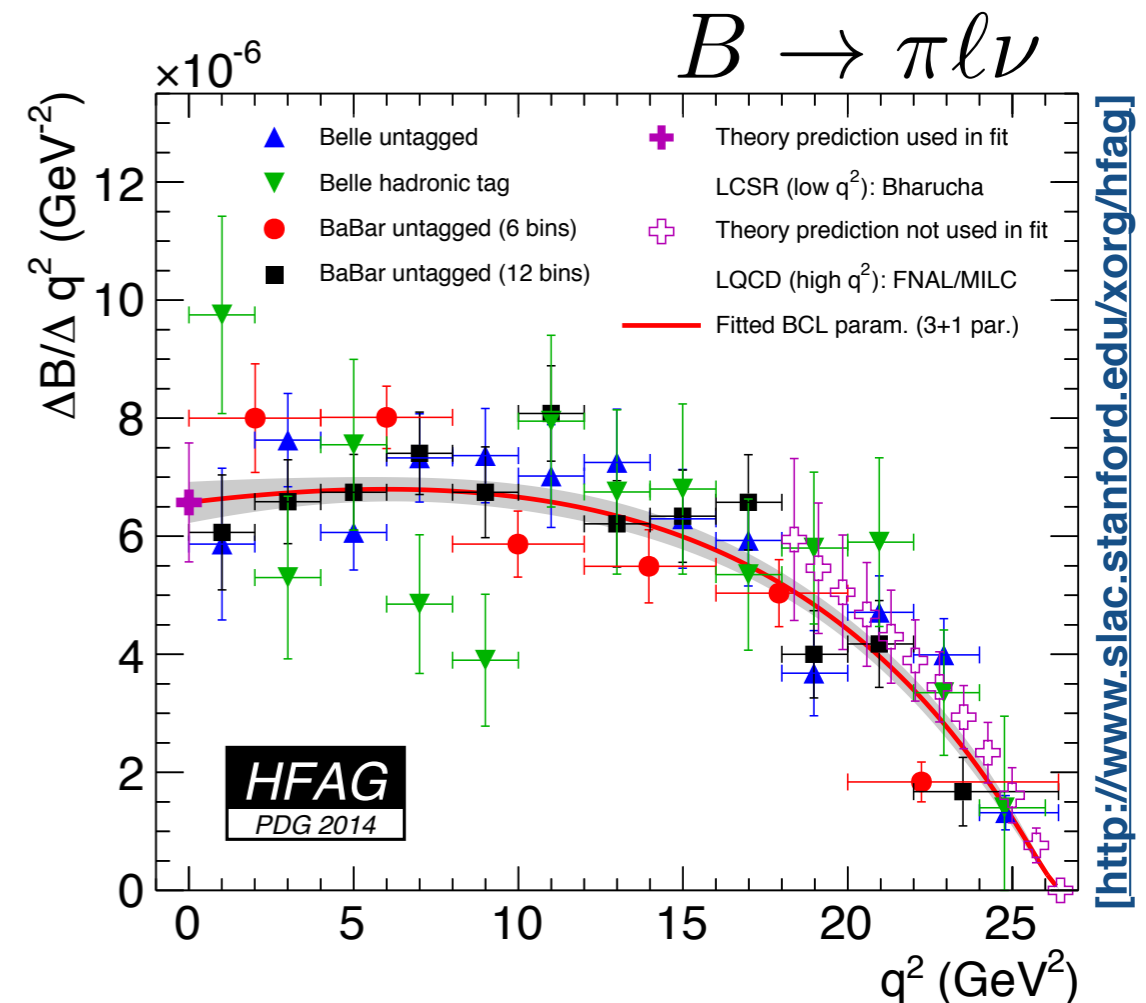 B → πℓν
×10⁻⁶
ΔB/Δ q² (GeV⁻²)
12
10
8
6
4
2
0
Belle untagged
Belle hadronic tag
BaBar untagged (6 bins)
BaBar untagged (12 bins)
Theory prediction used in fit
LCSR (low q²): Bharucha
Theory prediction not used in fit
LQCD (high q²): FNAL/MILC
Fitted BCL param. (3+1 par.)
HFAG
PDG 2014
0 5 10 15 20 25
q² (GeV²)
[http://www.slac.stanford.edu/xorg/hfag]